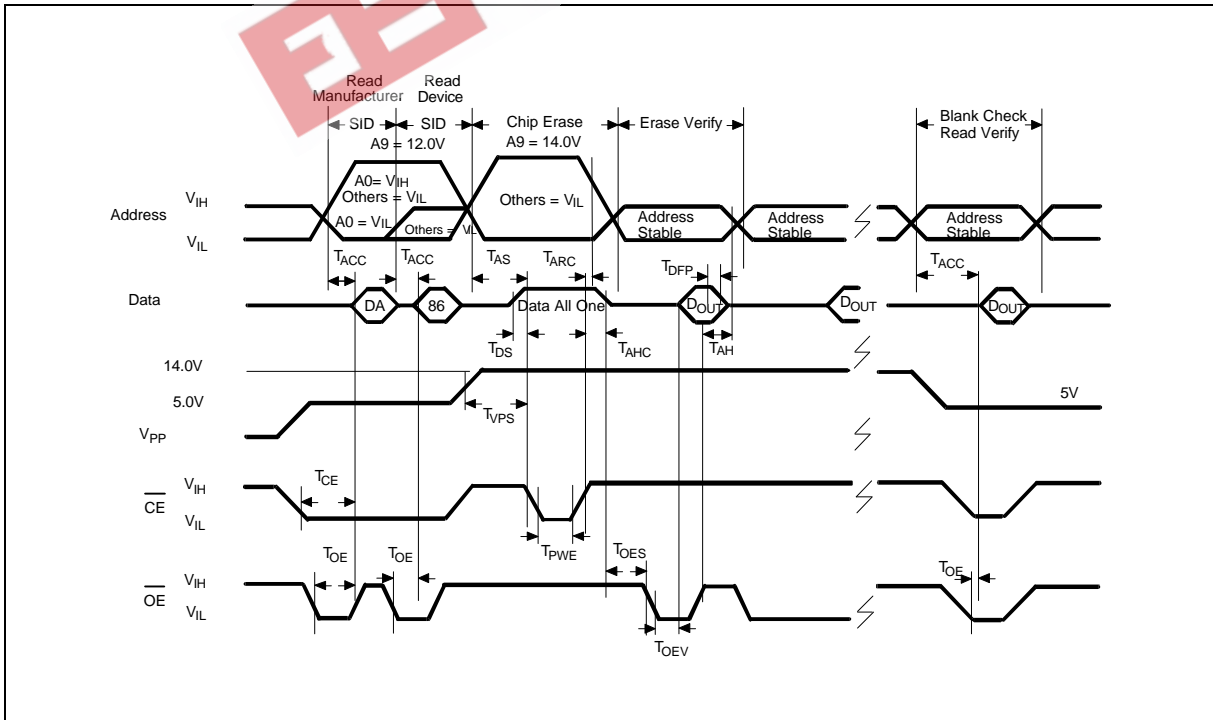 Read Manufacturer SID
Read Device SID
Chip Erase
Erase Verify
Blank Check Read Verify
A9 = 12.0V
A9 = 14.0V
Address
VIH
VIL
A0= VIH
Others = VIL
A0 = VIL
Others = VIL
Others = VIL
Address Stable
Address Stable
Address Stable
TACC
TACC
TAS
TARC
TDFP
TACC
Data
DA
86
Data All One
DOUT
DOUT
DOUT
TDS
TAHC
TAH
14.0V
5.0V
VPP
TVPS
5V
CE
VIH
VIL
TCE
TPWE
OE
VIH
VIL
TOE
TOE
TOES
TOEV
TOE